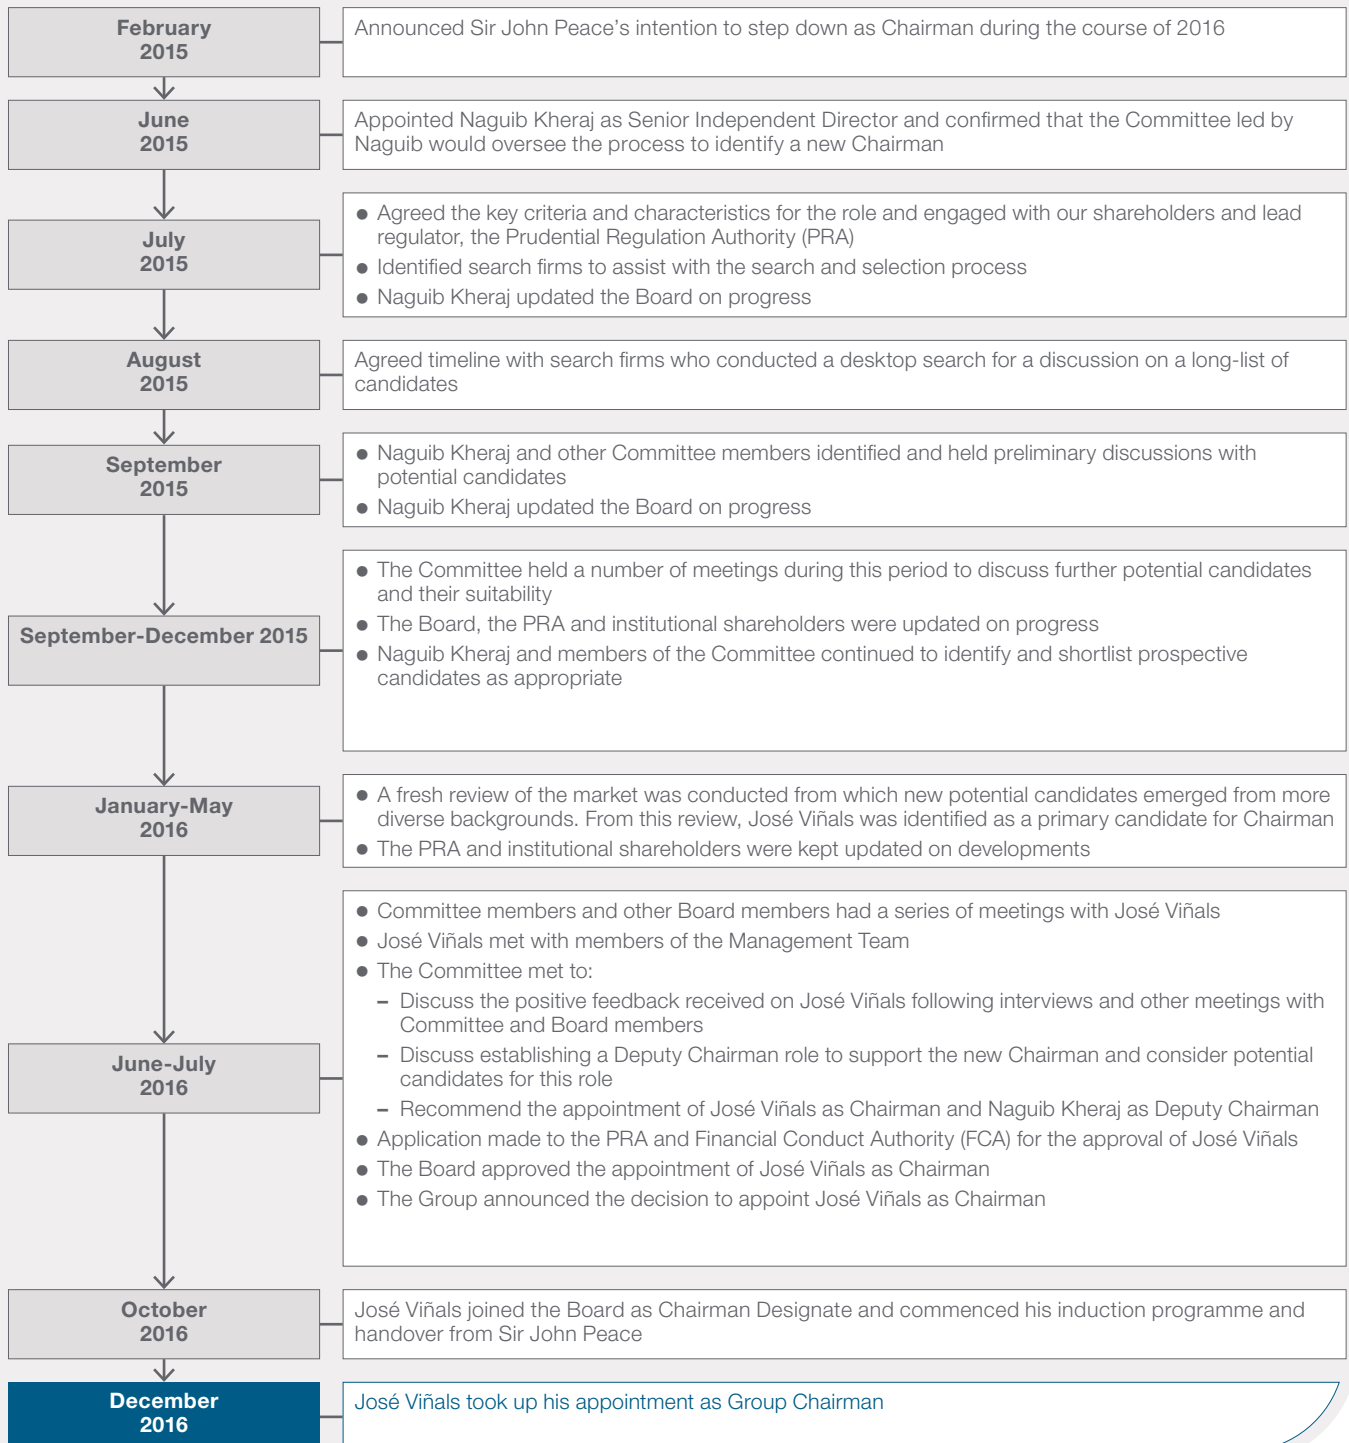 February
2015
Announced Sir John Peace’s intention to step down as Chairman during the course of 2016
June
2015
Appointed Naguib Kheraj as Senior Independent Director and confirmed that the Committee led by
Naguib would oversee the process to identify a new Chairman
July
2015
● Agreed the key criteria and characteristics for the role and engaged with our shareholders and lead
regulator, the Prudential Regulation Authority (PRA)
● Identified search firms to assist with the search and selection process
● Naguib Kheraj updated the Board on progress
August
2015
Agreed timeline with search firms who conducted a desktop search for a discussion on a long-list of
candidates
September
2015
● Naguib Kheraj and other Committee members identified and held preliminary discussions with
potential candidates
● Naguib Kheraj updated the Board on progress
September-December 2015
● The Committee held a number of meetings during this period to discuss further potential candidates
and their suitability
● The Board, the PRA and institutional shareholders were updated on progress
● Naguib Kheraj and members of the Committee continued to identify and shortlist prospective
candidates as appropriate
January-May
2016
● A fresh review of the market was conducted from which new potential candidates emerged from more
diverse backgrounds. From this review, José Viñals was identified as a primary candidate for Chairman
● The PRA and institutional shareholders were kept updated on developments
June-July
2016
● Committee members and other Board members had a series of meetings with José Viñals
● José Viñals met with members of the Management Team
● The Committee met to:
– Discuss the positive feedback received on José Viñals following interviews and other meetings with
Committee and Board members
– Discuss establishing a Deputy Chairman role to support the new Chairman and consider potential
candidates for this role
– Recommend the appointment of José Viñals as Chairman and Naguib Kheraj as Deputy Chairman
● Application made to the PRA and Financial Conduct Authority (FCA) for the approval of José Viñals
● The Board approved the appointment of José Viñals as Chairman
● The Group announced the decision to appoint José Viñals as Chairman
October
2016
José Viñals joined the Board as Chairman Designate and commenced his induction programme and
handover from Sir John Peace
December
2016
José Viñals took up his appointment as Group Chairman